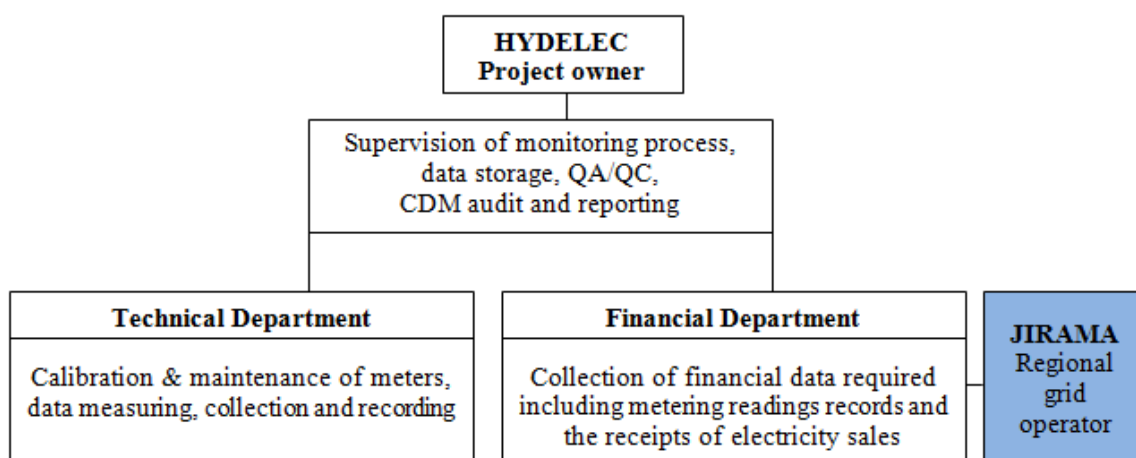 HYDELEC
Project owner
Supervision of monitoring process,
data storage, QA/QC,
CDM audit and reporting
Technical Department
Calibration & maintenance of meters,
data measuring, collection and recording
Financial Department
Collection of financial data required
including metering readings records and
the receipts of electricity sales
JIRAMA
Regional
grid
operator